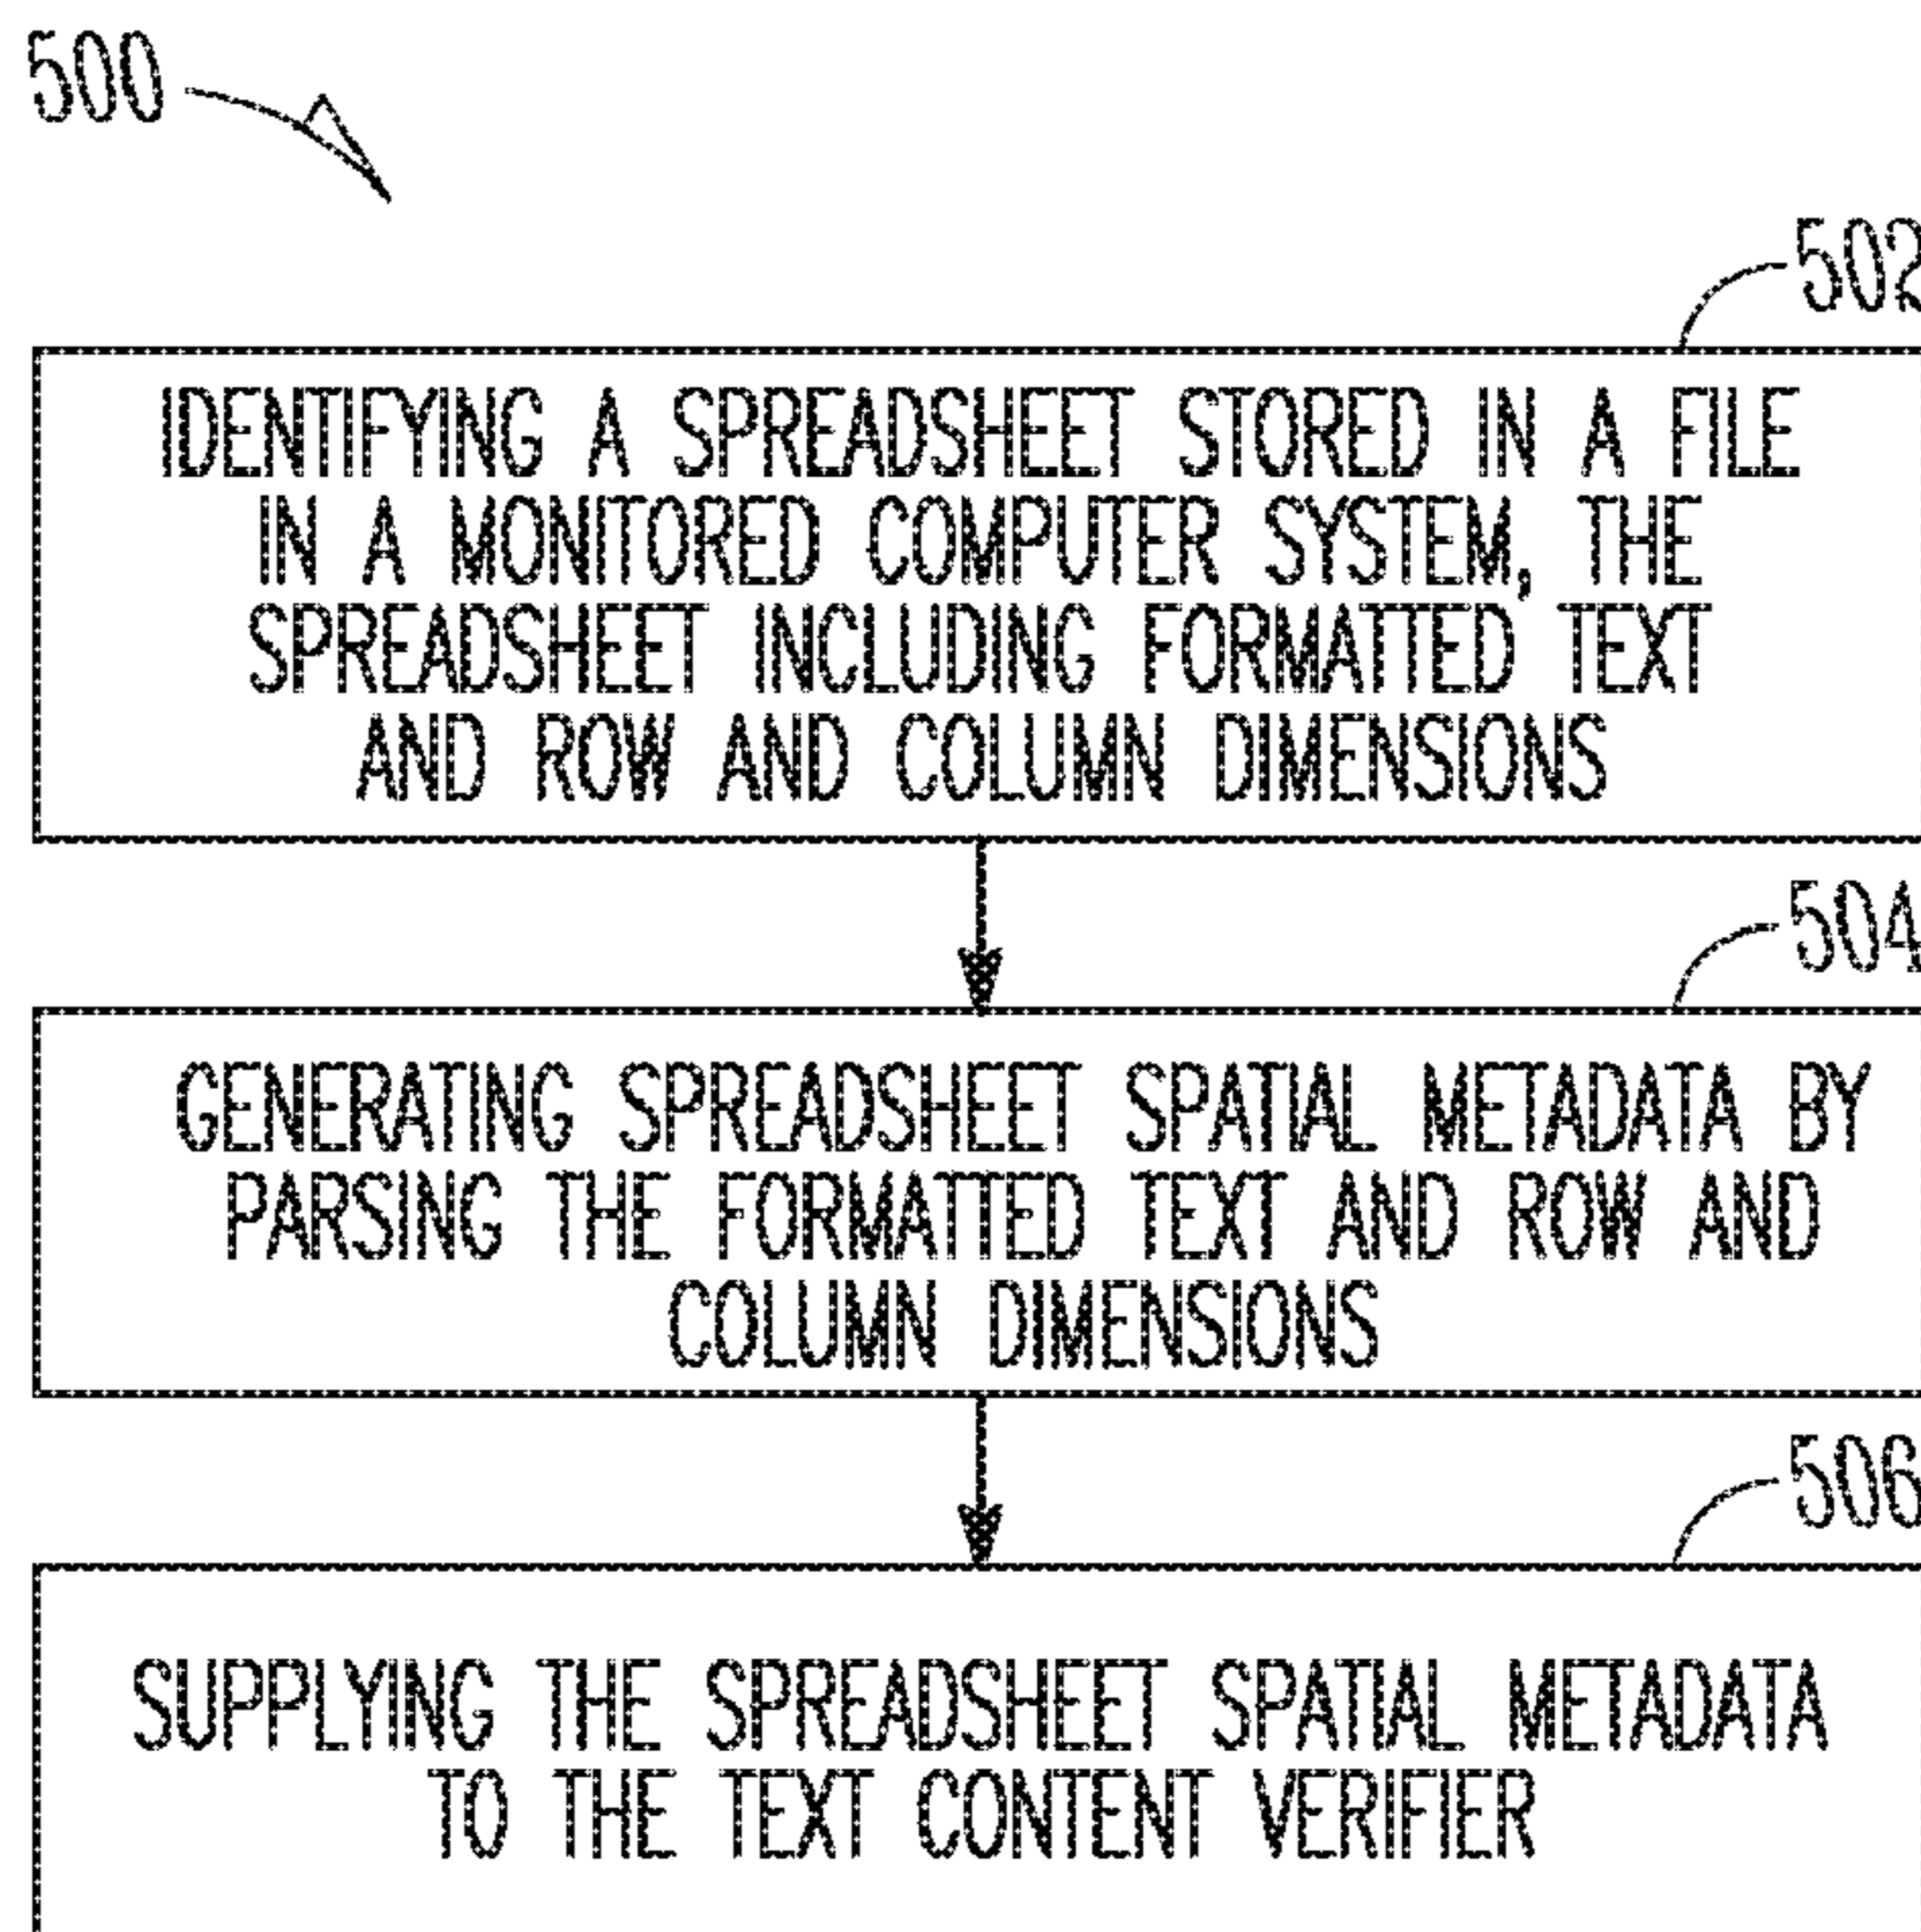 500
502
IDENTIFYING A SPREADSHEET STORED IN A FILE
IN A MONITORED COMPUTER SYSTEM, THE
SPREADSHEET INCLUDING FORMATTED TEXT
AND ROW AND COLUMN DIMENSIONS
504
GENERATING SPREADSHEET SPATIAL METADATA BY
PARSING THE FORMATTED TEXT AND ROW AND
COLUMN DIMENSIONS
506
SUPPLYING THE SPREADSHEET SPATIAL METADATA
TO THE TEXT CONTENT VERIFIER